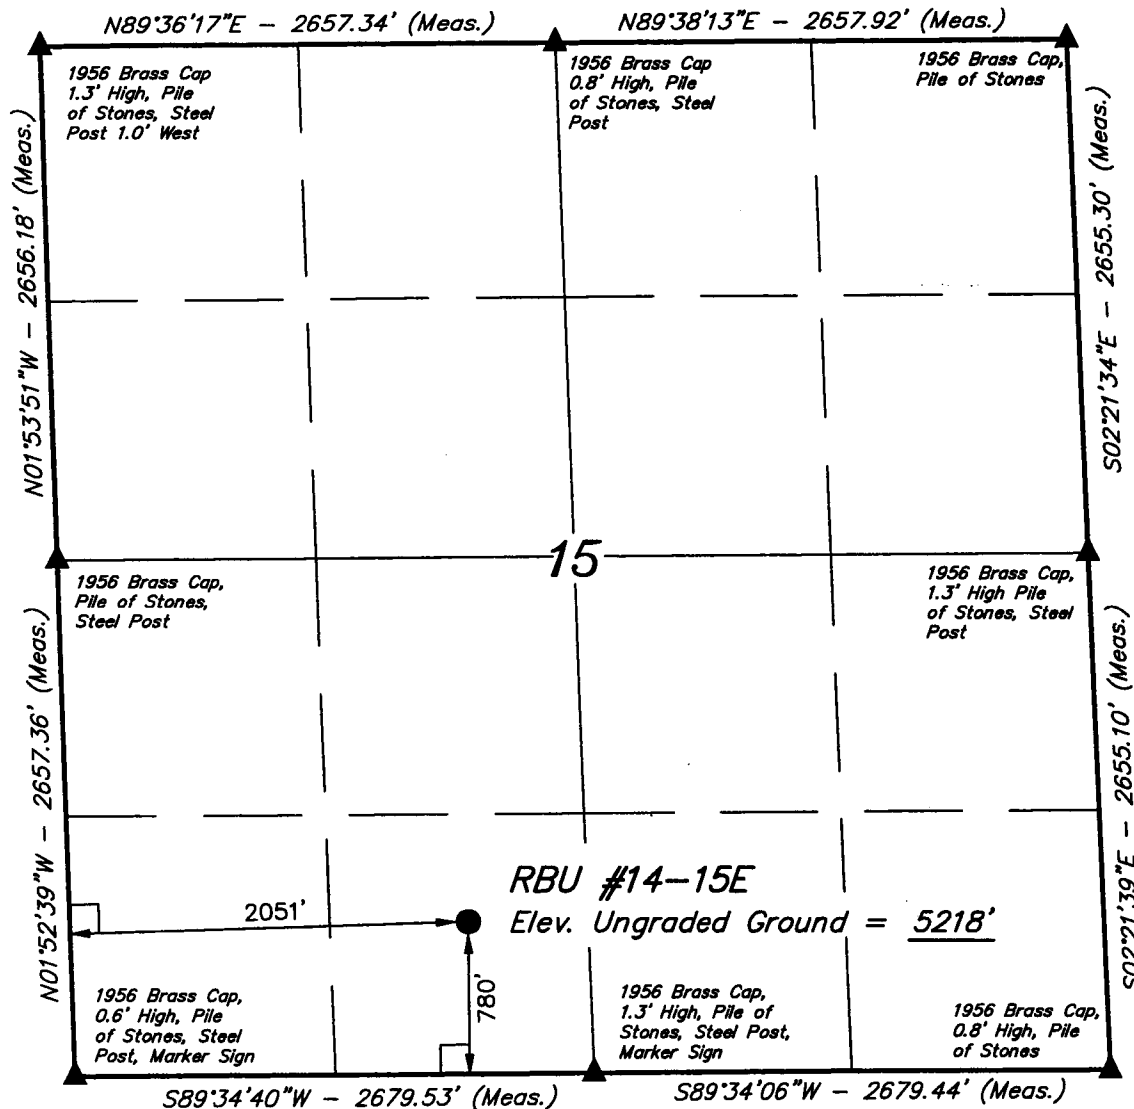 N89°36'17"E - 2657.34' (Meas.)
N89°38'13"E - 2657.92' (Meas.)
1956 Brass Cap
1.3' High, Pile
of Stones, Steel
Post 1.0' West
1956 Brass Cap
0.8' High, Pile
of Stones, Steel
Post
1956 Brass Cap,
Pile of Stones
N01°53'51"W - 2656.18' (Meas.)
S02°21'34"E - 2655.30' (Meas.)
15
1956 Brass Cap,
Pile of Stones,
Steel Post
1956 Brass Cap,
1.3' High Pile
of Stones, Steel
Post
N01°52'39"W - 2657.36' (Meas.)
S02°21'39"E - 2655.10' (Meas.)
RBU #14-15E
Elev. Ungraded Ground = 5218'
2051'
780'
1956 Brass Cap,
0.6' High, Pile
of Stones, Steel
Post, Marker Sign
1956 Brass Cap,
1.3' High, Pile of
Stones, Steel Post,
Marker Sign
1956 Brass Cap,
0.8' High, Pile
of Stones
S89°34'40"W - 2679.53' (Meas.)
S89°34'06"W - 2679.44' (Meas.)